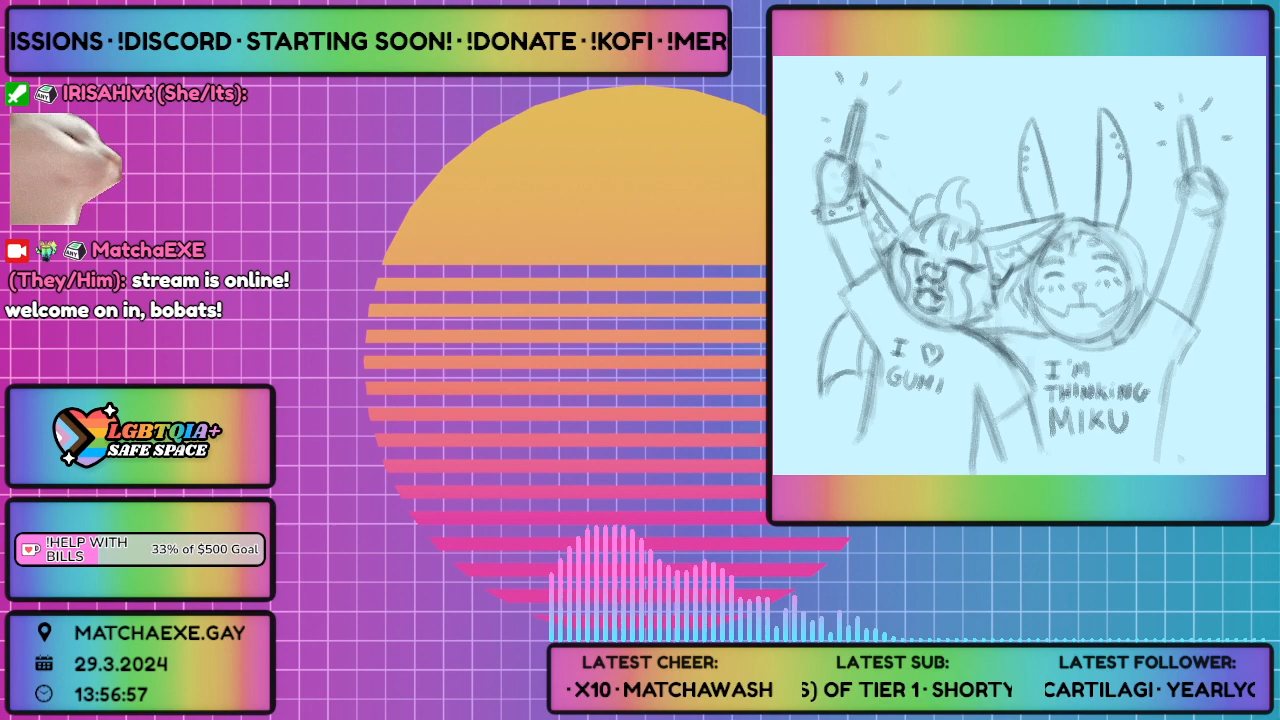 ISSIONS · !DISCORD · STARTING SOON! · !DONATE · !KOFI · !MER
IRISAHIvt (She/Its):
MatchaEXE
(They/Him): stream is online!
welcome on in, bobats!
I ♡
GUMI
I'M
THINKING
MIKU
LGBTQIA+
SAFE SPACE
!HELP WITH
BILLS
33% of $500 Goal
MATCHAEXE.GAY
29.3.2024
13:56:57
LATEST CHEER:
· X10 · MATCHAWASH
LATEST SUB:
S) OF TIER 1 · SHORTY
LATEST FOLLOWER:
CARTILAGI · YEARLYC